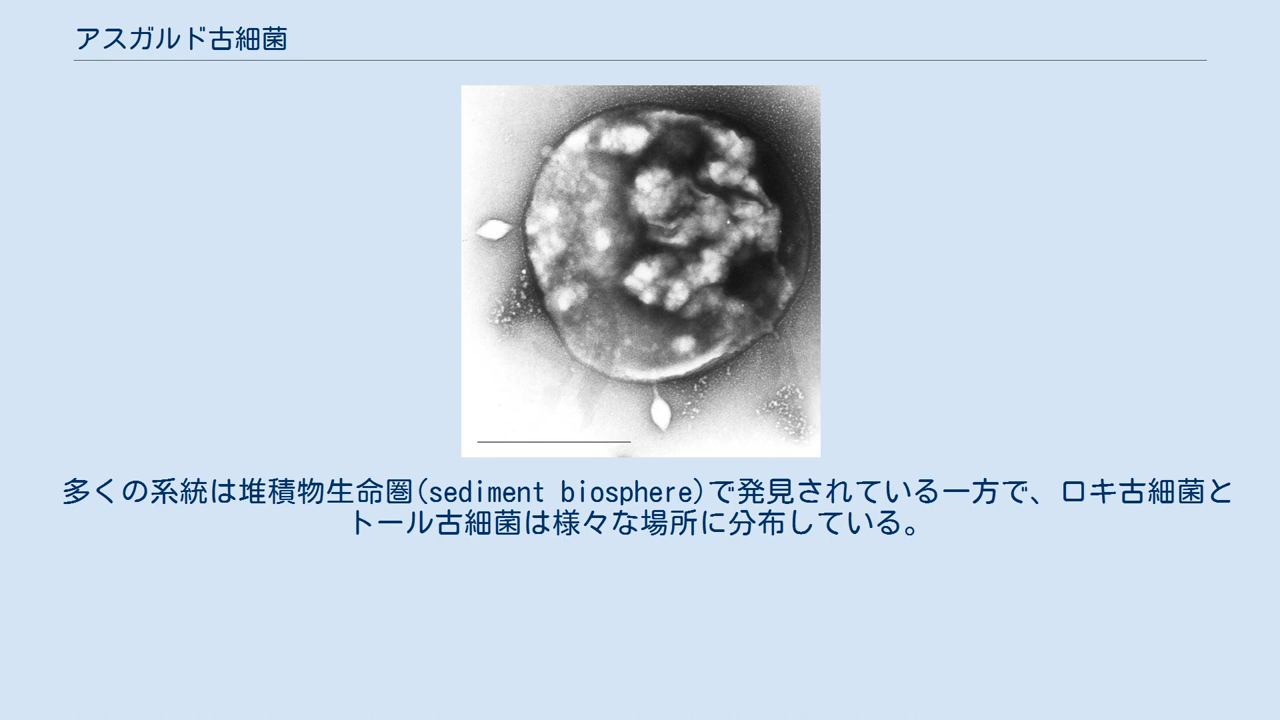 アスガルド古細菌
多くの系統は堆積物生命圏(sediment biosphere)で発見されている一方で、ロキ古細菌と
トール古細菌は様々な場所に分布している。